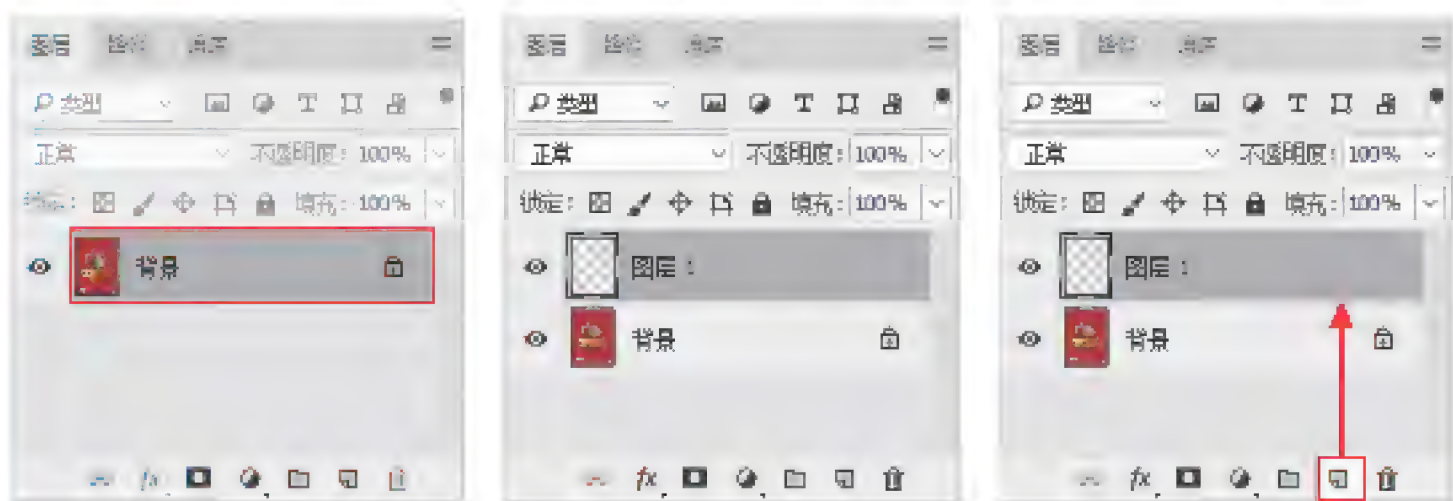 图层 路径 通道
类型
正常 不透明度: 100%
锁定: 填充: 100%
背景
fx
图层 路径 通道
类型
正常 不透明度: 100%
锁定: 填充: 100%
图层 1
背景
fx
图层 路径 通道
类型
正常 不透明度: 100%
锁定: 填充: 100%
图层 1
背景
fx